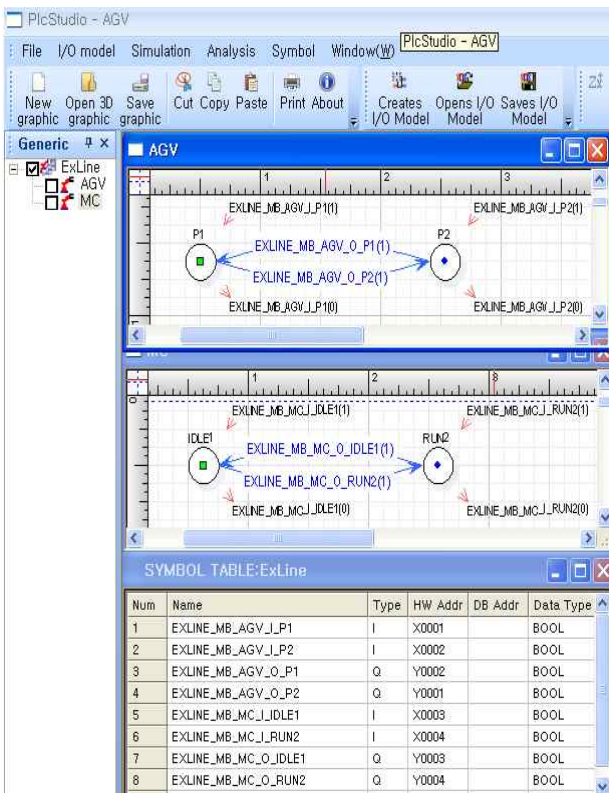 PlcStudio - AGV
File I/O model Simulation Analysis Symbol Window(W)
PlcStudio - AGV
New graphic Open 3D graphic Save graphic Cut Copy Paste Print About Creates I/O Model Opens I/O Model Saves I/O Model
Generic
ExLine
AGV
MC
AGV
1 2 3
EXLINE_MB_AGV_I_P1(1) EXLINE_MB_AGV_I_P2(1)
P1 P2
EXLINE_MB_AGV_O_P1(1)
EXLINE_MB_AGV_O_P2(1)
EXLINE_MB_AGV_I_P1(0) EXLINE_MB_AGV_I_P2(0)
MC
1 2 3
0
EXLINE_MB_MC_I_IDLE1(1) EXLINE_MB_MC_I_RUN2(1)
IDLE1 RUN2
EXLINE_MB_MC_O_IDLE1(1)
EXLINE_MB_MC_O_RUN2(1)
EXLINE_MB_MC_I_IDLE1(0) EXLINE_MB_MC_I_RUN2(0)
SYMBOL TABLE:ExLine
Num Name Type HW Addr DB Addr Data Type
1 EXLINE_MB_AGV_I_P1 I X0001 BOOL
2 EXLINE_MB_AGV_I_P2 I X0002 BOOL
3 EXLINE_MB_AGV_O_P1 Q Y0002 BOOL
4 EXLINE_MB_AGV_O_P2 Q Y0001 BOOL
5 EXLINE_MB_MC_I_IDLE1 I X0003 BOOL
6 EXLINE_MB_MC_I_RUN2 I X0004 BOOL
7 EXLINE_MB_MC_O_IDLE1 Q Y0003 BOOL
8 EXLINE_MB_MC_O_RUN2 Q Y0004 BOOL